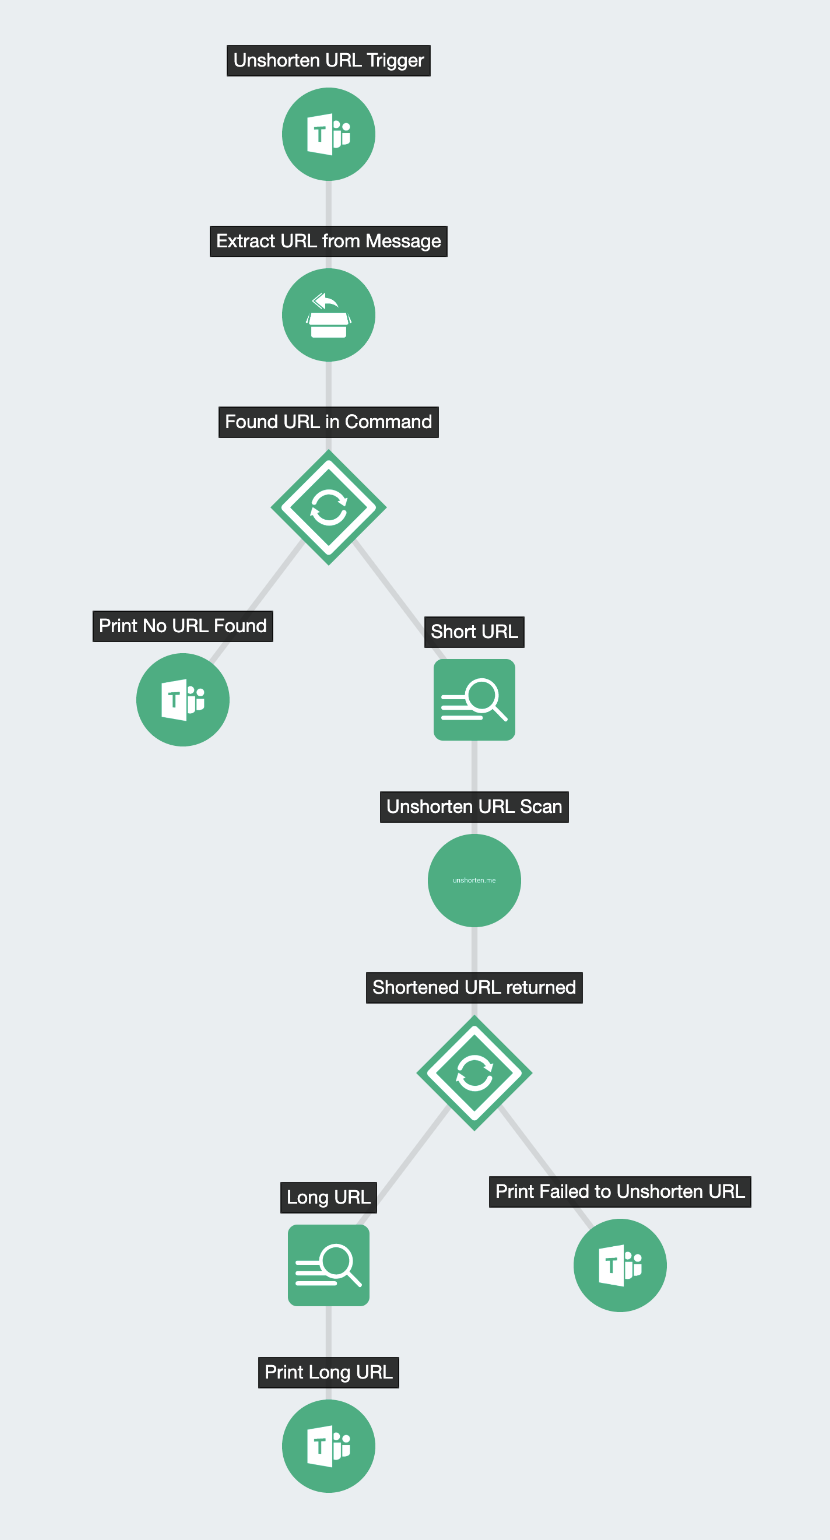 Unshorten URL Trigger
T
Extract URL from Message
Found URL in Command
Print No URL Found
T
Short URL
Unshorten URL Scan
unshorten.me
Shortened URL returned
Print Failed to Unshorten URL
T
Long URL
Print Long URL
T